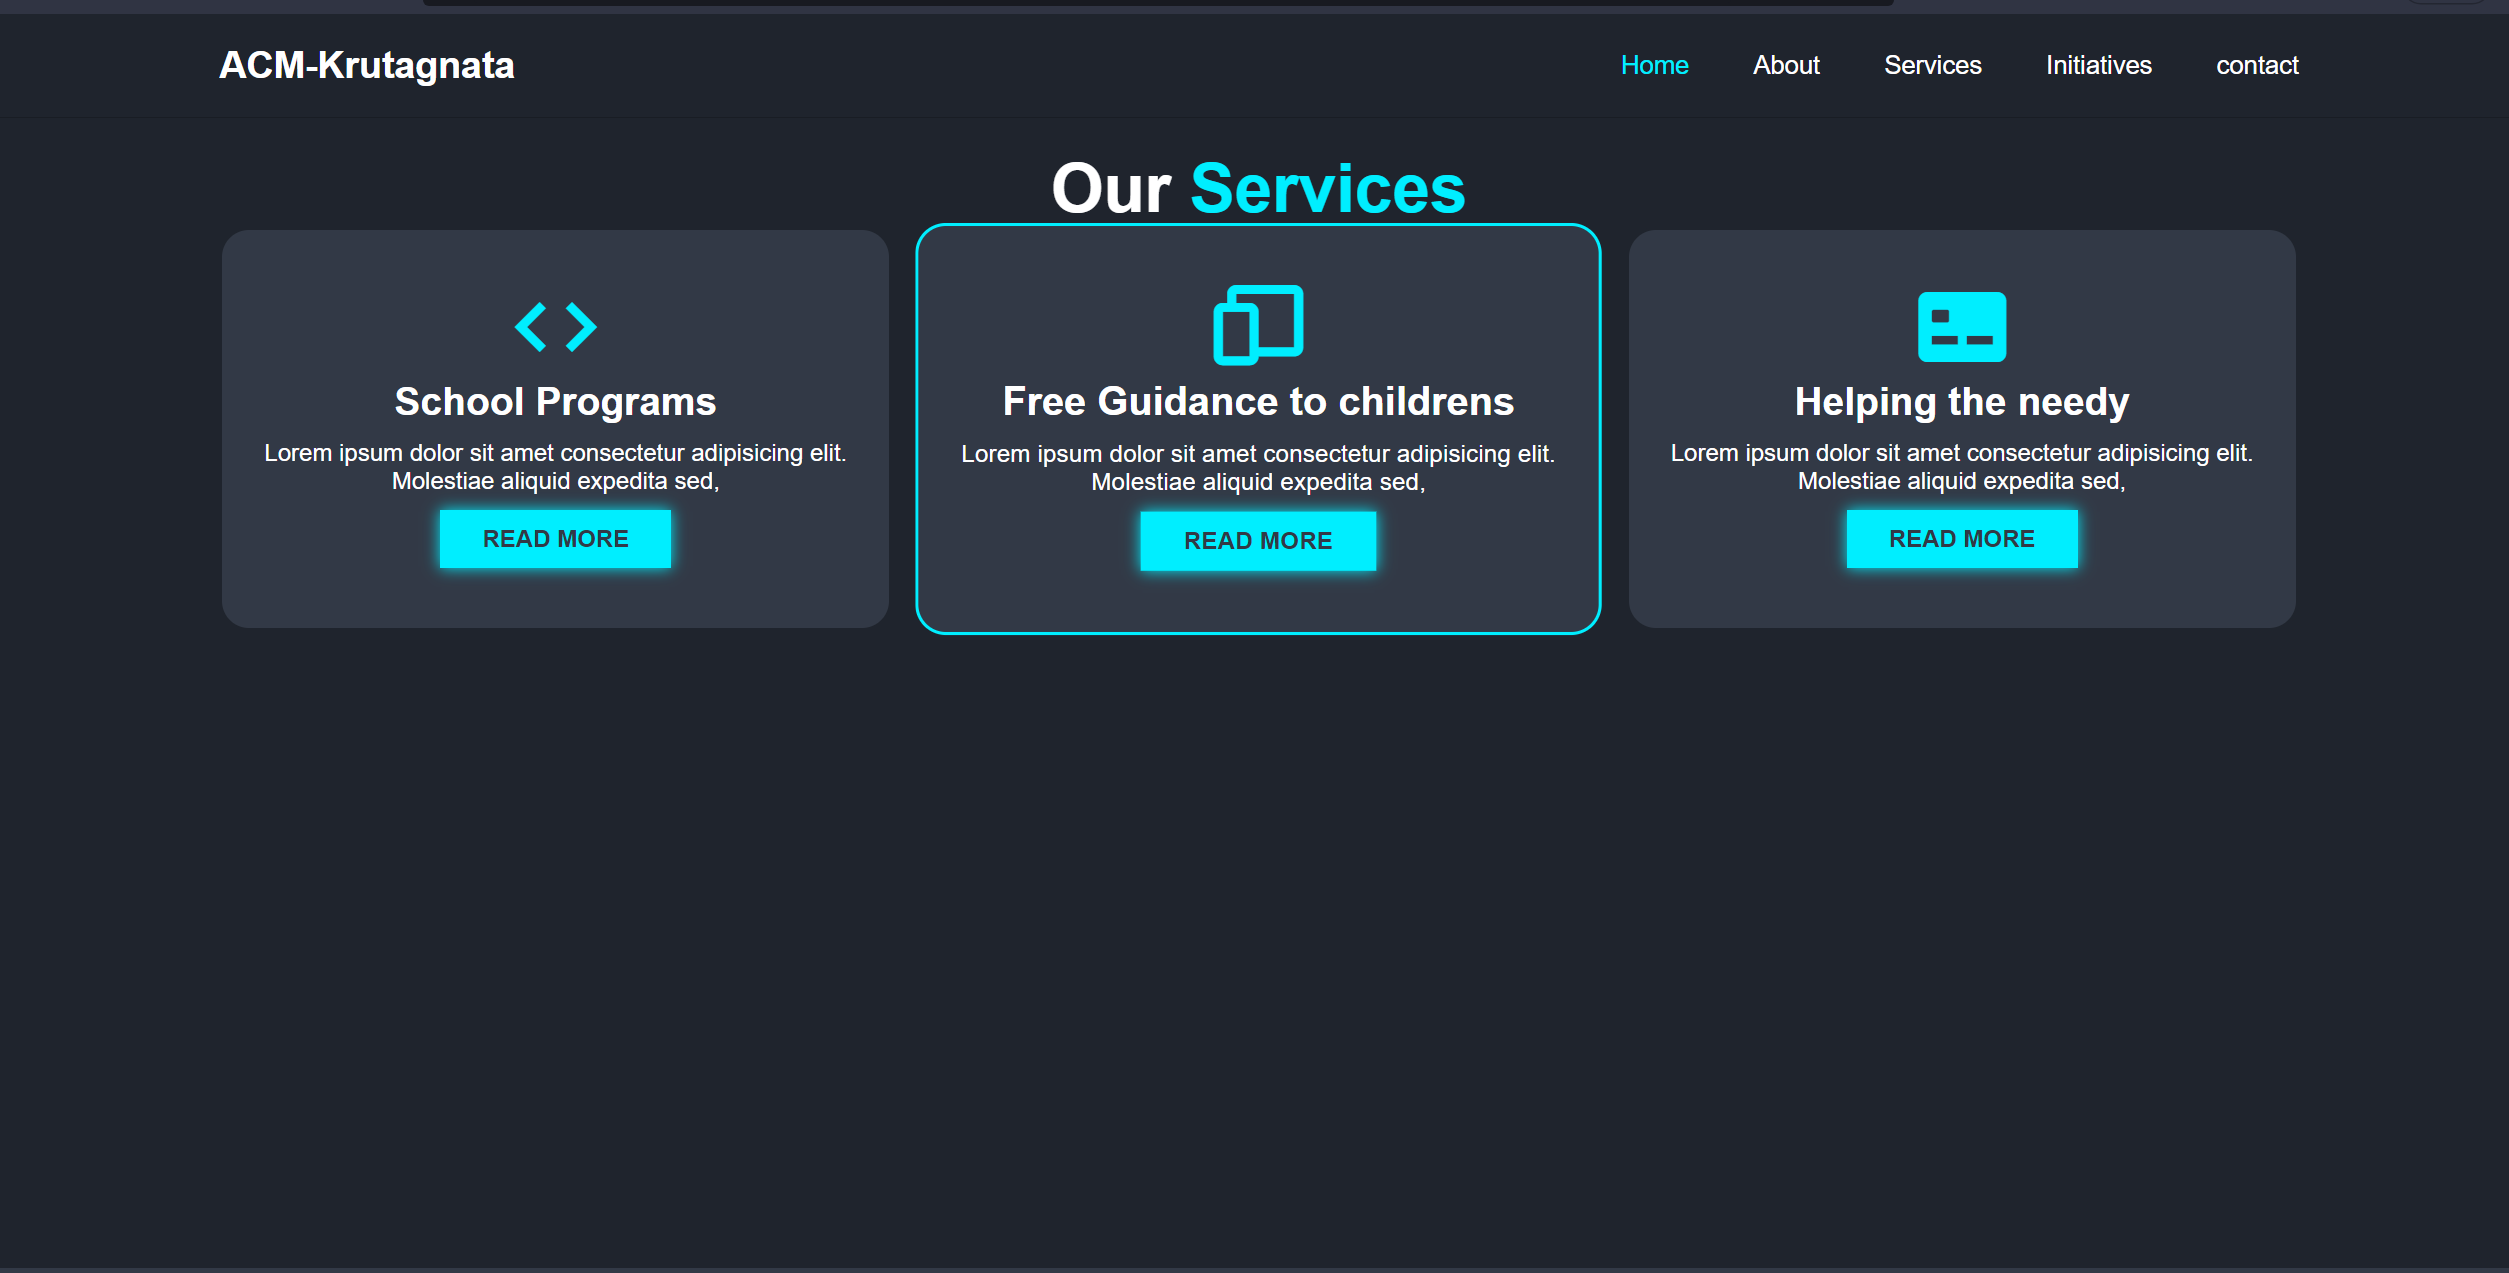 ACM-Krutagnata
Home About Services Initiatives contact
Our Services
School Programs
Lorem ipsum dolor sit amet consectetur adipisicing elit.
Molestiae aliquid expedita sed,
READ MORE
Free Guidance to childrens
Lorem ipsum dolor sit amet consectetur adipisicing elit.
Molestiae aliquid expedita sed,
READ MORE
Helping the needy
Lorem ipsum dolor sit amet consectetur adipisicing elit.
Molestiae aliquid expedita sed,
READ MORE